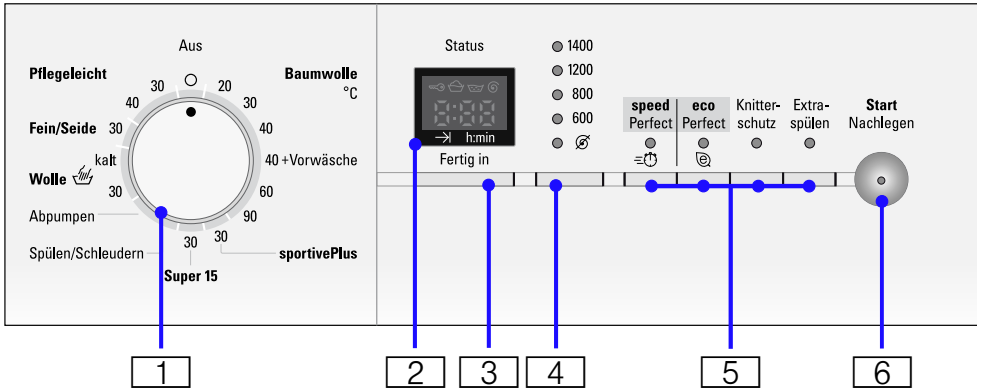 Aus
Pflegeleicht
Baumwolle
°C
30
20
40
30
Fein/Seide
30
40
kalt
40 +Vorwäsche
Wolle
30
60
90
Abpumpen
30
30
Spülen/Schleudern
sportivePlus
Super 15
Status
8:88
h:min
Fertig in
1400
1200
800
600
speed
Perfect
eco
Perfect
e
Knitter-
schutz
Extra-
spülen
Start
Nachlegen
1
2
3
4
5
6